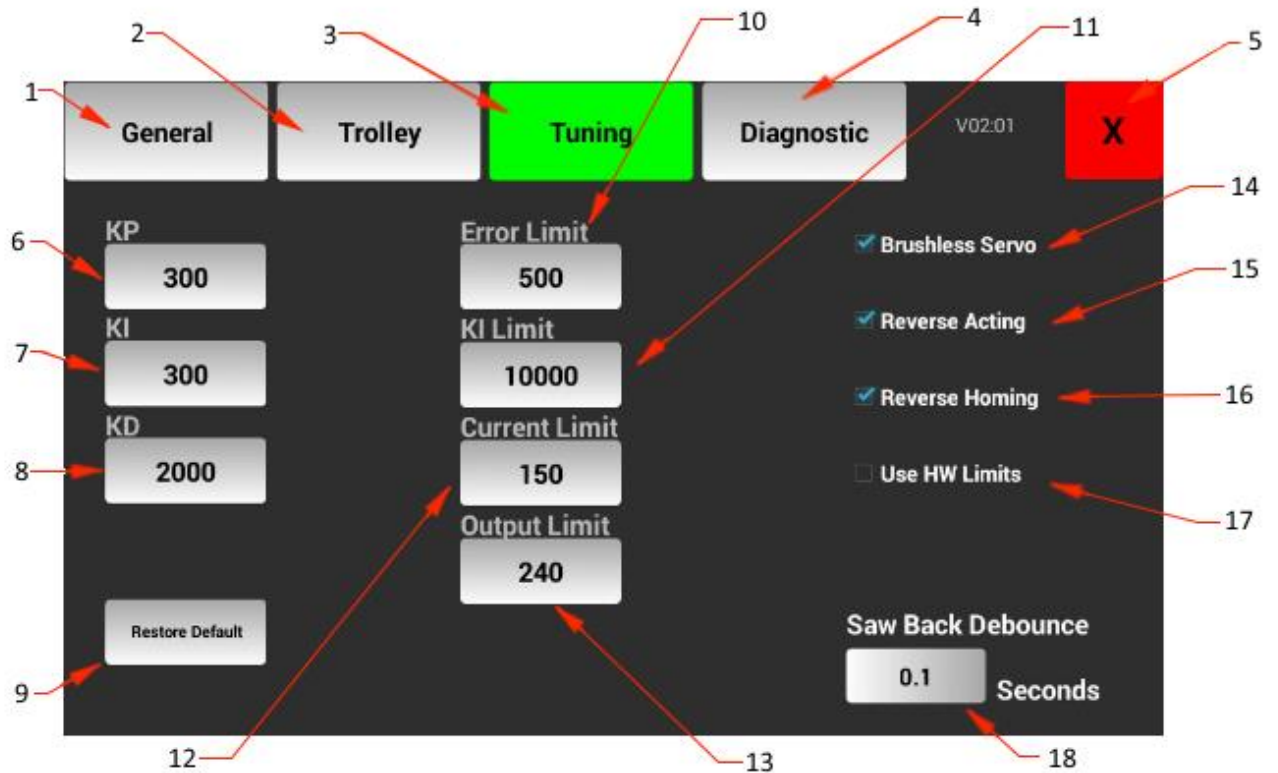 10
4
11
2
3
5
1
General
Trolley
Tuning
Diagnostic
V02:01
X
14
KP
Error Limit
6
300
500
Brushless Servo
15
KI
KI Limit
Reverse Acting
7
300
10000
16
KD
Current Limit
Reverse Homing
8
2000
150
Use HW Limits
17
Output Limit
240
Restore Default
Saw Back Debounce
9
0.1
Seconds
12
13
18